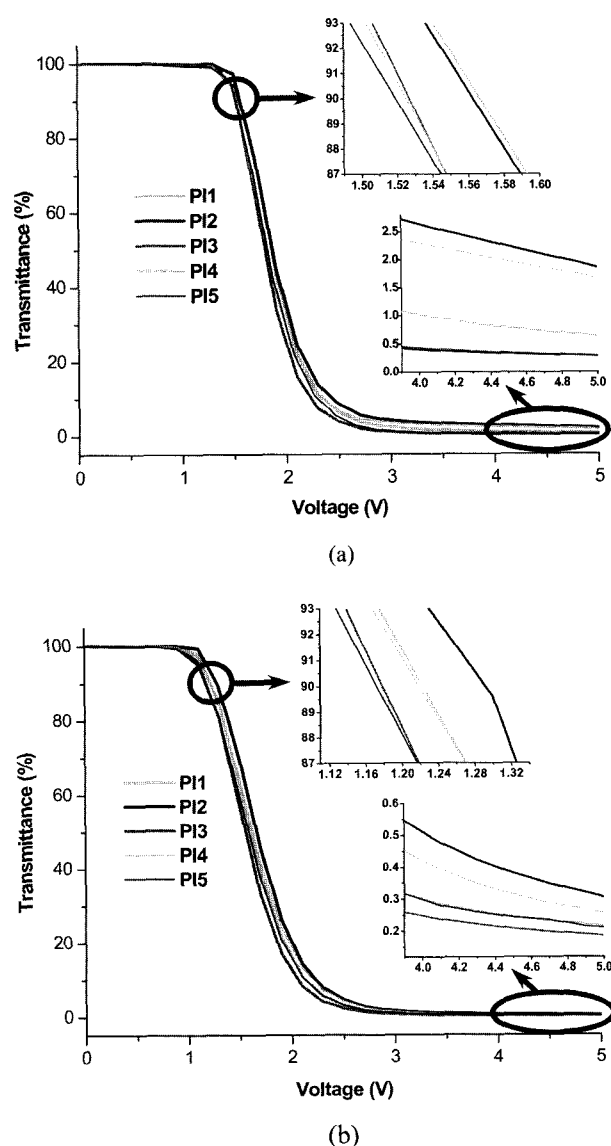 93
92
91
90
89
88
87
1.50 1.52 1.54 1.56 1.58 1.60
100
80
60
40
20
0
Transmittance (%)
PI1
PI2
PI3
PI4
PI5
2.5
2.0
1.5
1.0
0.5
0.0
4.0 4.2 4.4 4.6 4.8 5.0
0 1 2 3 4 5
Voltage (V)
(a)
93
92
91
90
89
88
87
1.12 1.16 1.20 1.24 1.28 1.32
100
80
60
40
20
0
Transmittance (%)
PI1
PI2
PI3
PI4
PI5
0.6
0.5
0.4
0.3
0.2
4.0 4.2 4.4 4.6 4.8 5.0
0 1 2 3 4 5
Voltage (V)
(b)